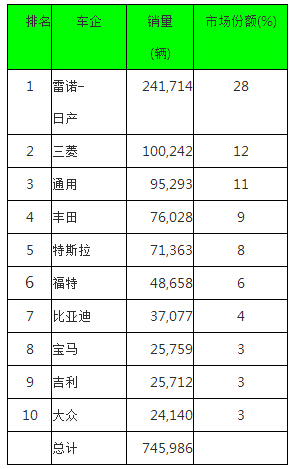 排名 车企 销量 市场份额(%)
(辆)
1 雷诺– 241,714 28
日产
2 三菱 100,242 12
3 通用 95,293 11
4 丰田 76,028 9
5 特斯拉 71,363 8
6 福特 48,658 6
7 比亚迪 37,077 4
8 宝马 25,759 3
9 吉利 25,712 3
10 大众 24,140 3
总计 745,986